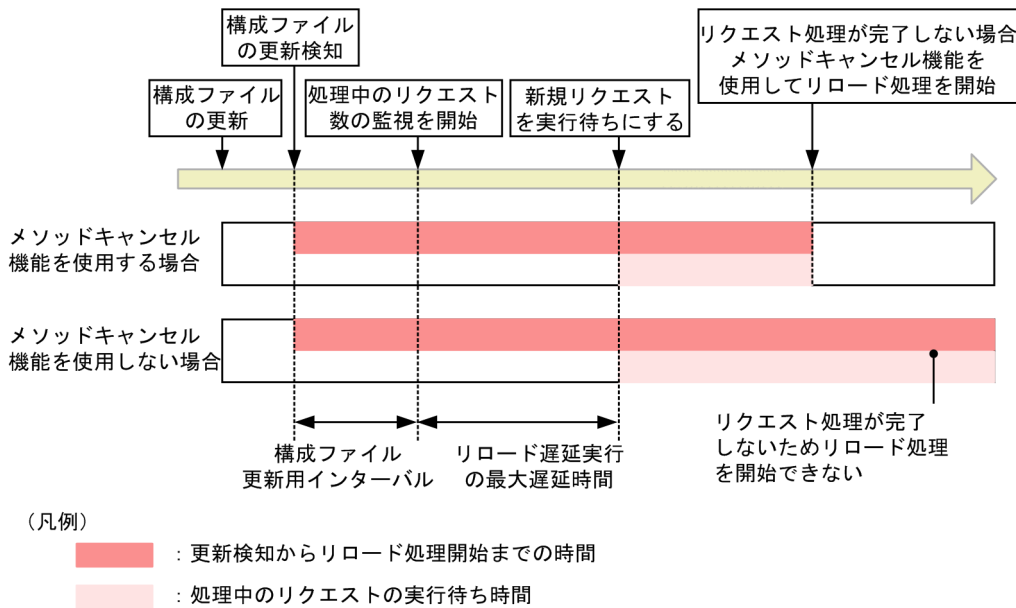 構成ファイル
の更新検知
リクエスト処理が完了しない場合
メソッドキャンセル機能を
使用してリロード処理を開始
構成ファイル
の更新
処理中のリクエスト
数の監視を開始
新規リクエスト
を実行待ちにする
メソッドキャンセル
機能を使用する場合
メソッドキャンセル
機能を使用しない場合
構成ファイル
更新用インターバル
リロード遅延実行
の最大遅延時間
リクエスト処理が完了
しないためリロード処理
を開始できない
（凡例）
：更新検知からリロード処理開始までの時間
：処理中のリクエストの実行待ち時間